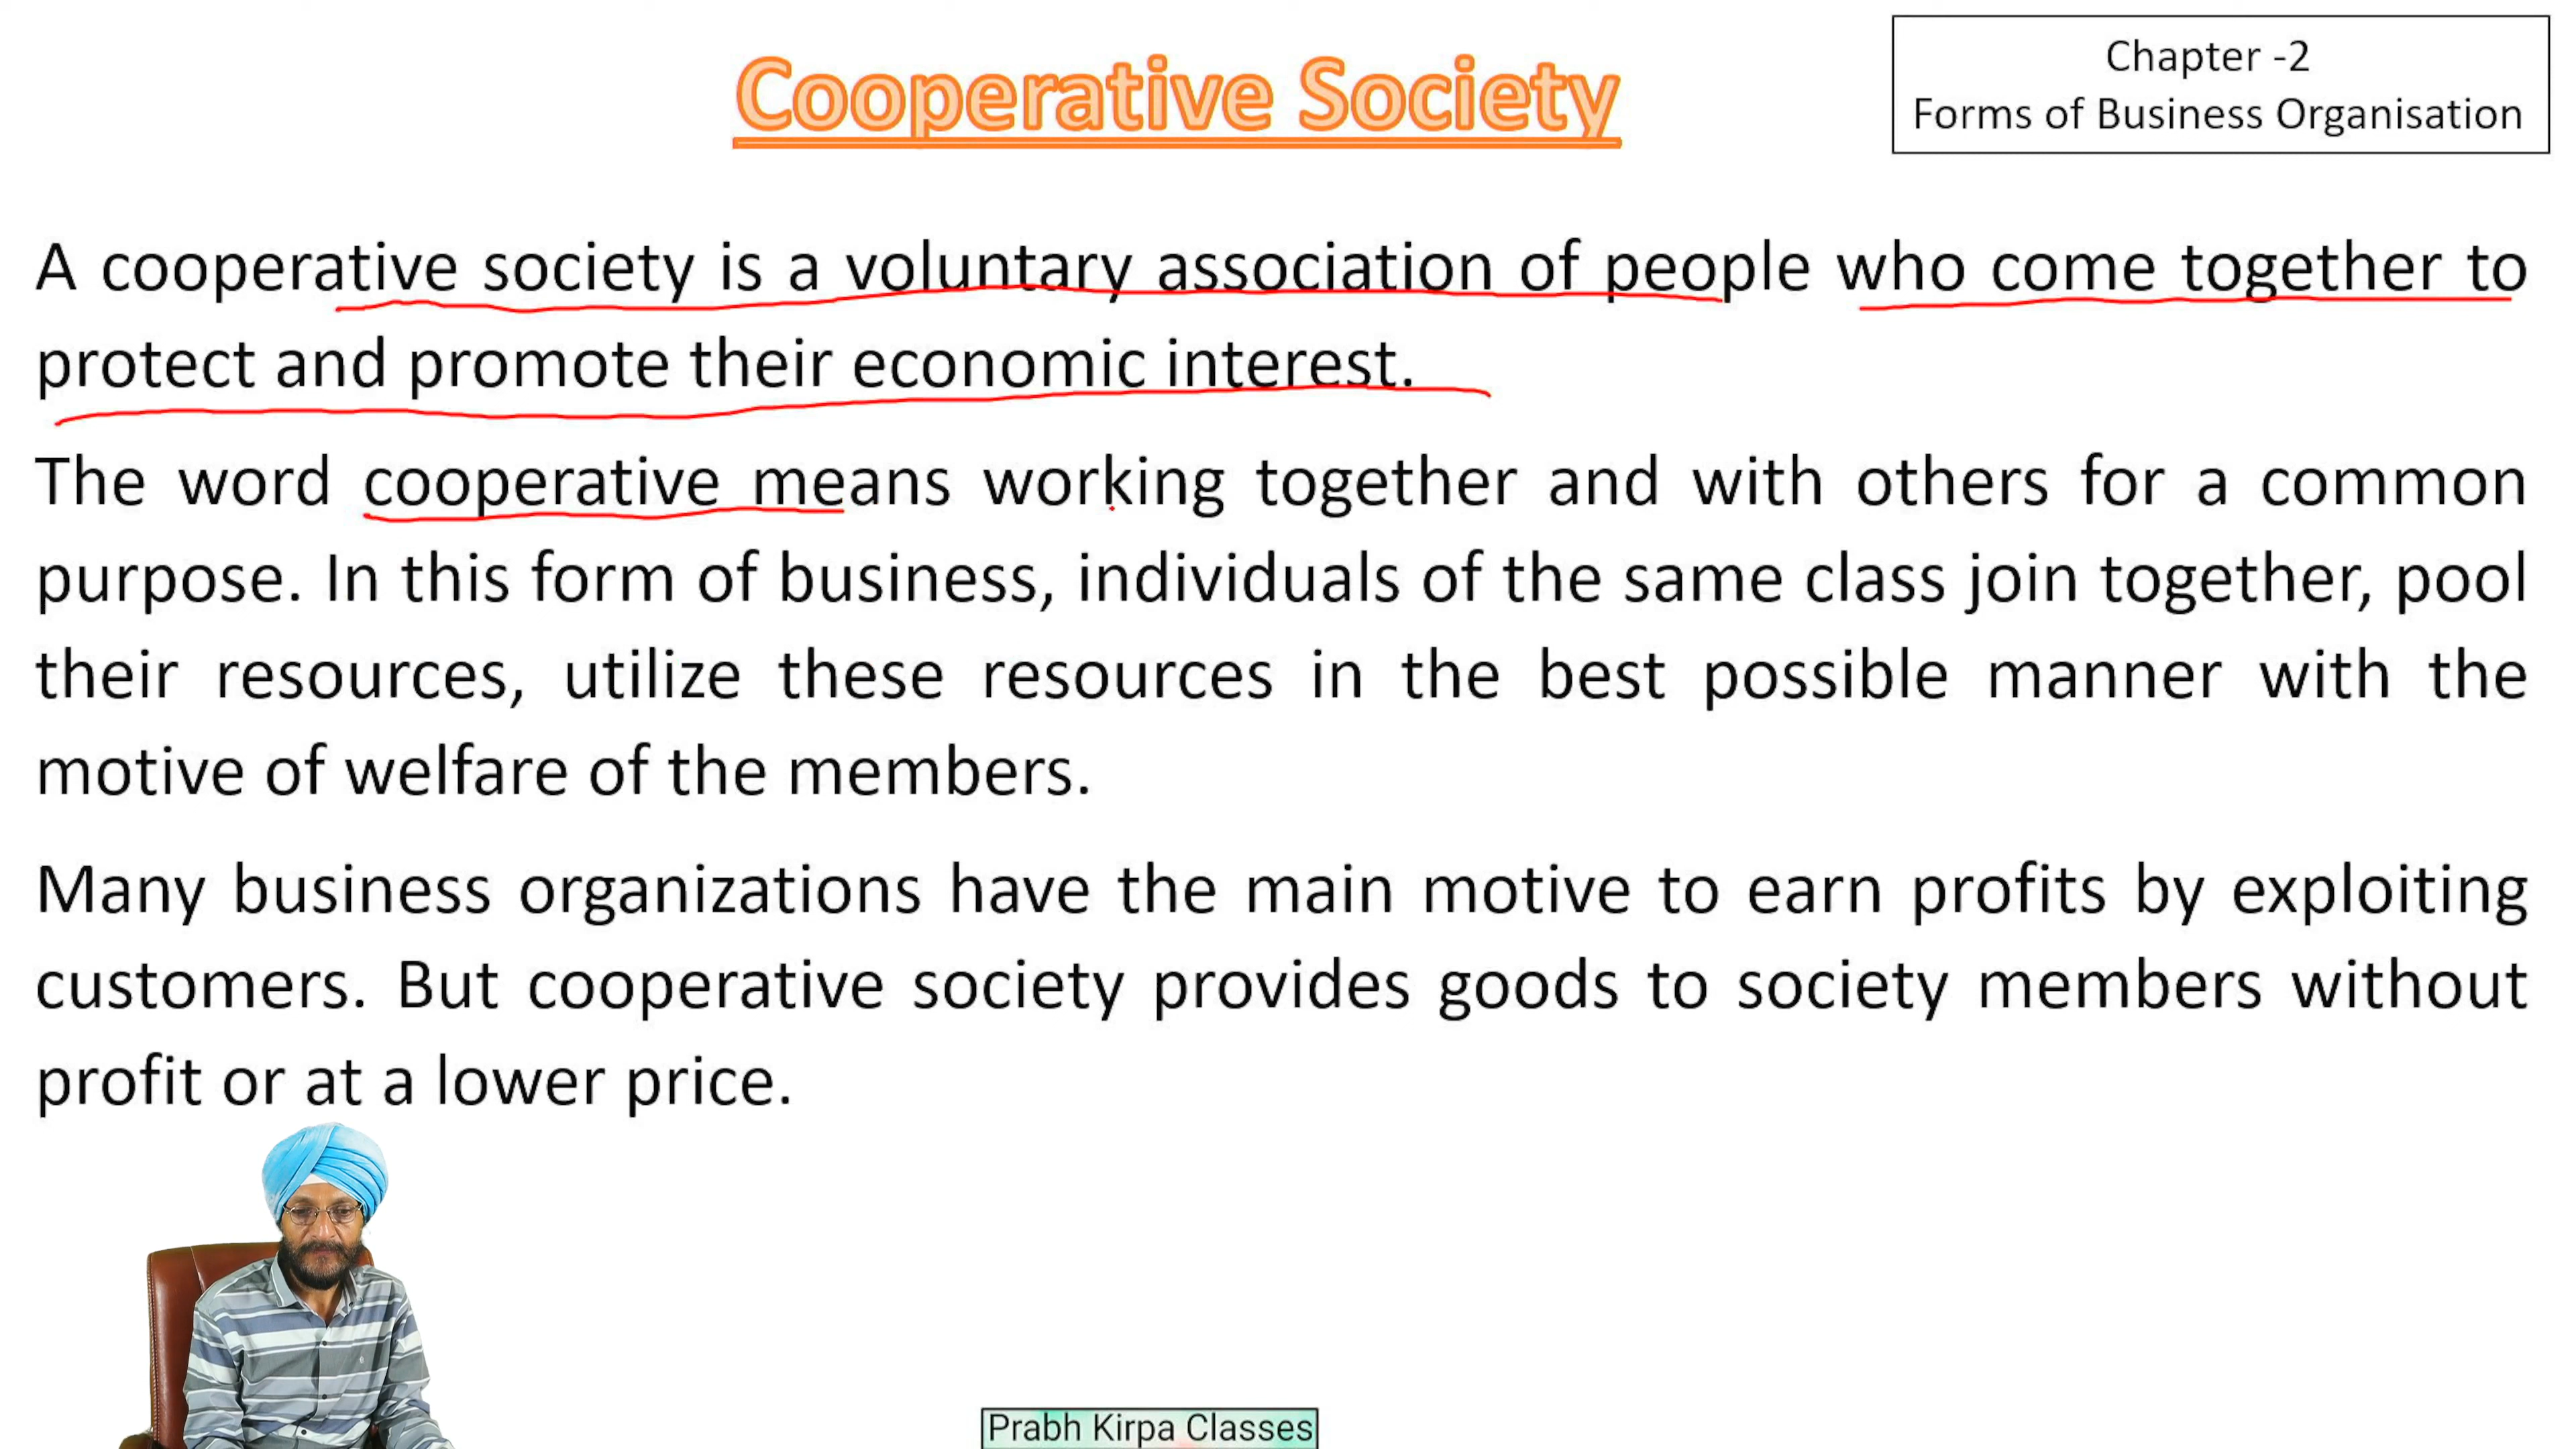 Cooperative Society
Chapter -2
Forms of Business Organisation
A cooperative society is a voluntary association of people who come together to
protect and promote their economic interest.
The word cooperative means working together and with others for a common
purpose. In this form of business, individuals of the same class join together, pool
their resources, utilize these resources in the best possible manner with the
motive of welfare of the members.
Many business organizations have the main motive to earn profits by exploiting
customers. But cooperative society provides goods to society members without
profit or at a lower price.
Prabh Kirpa Classes